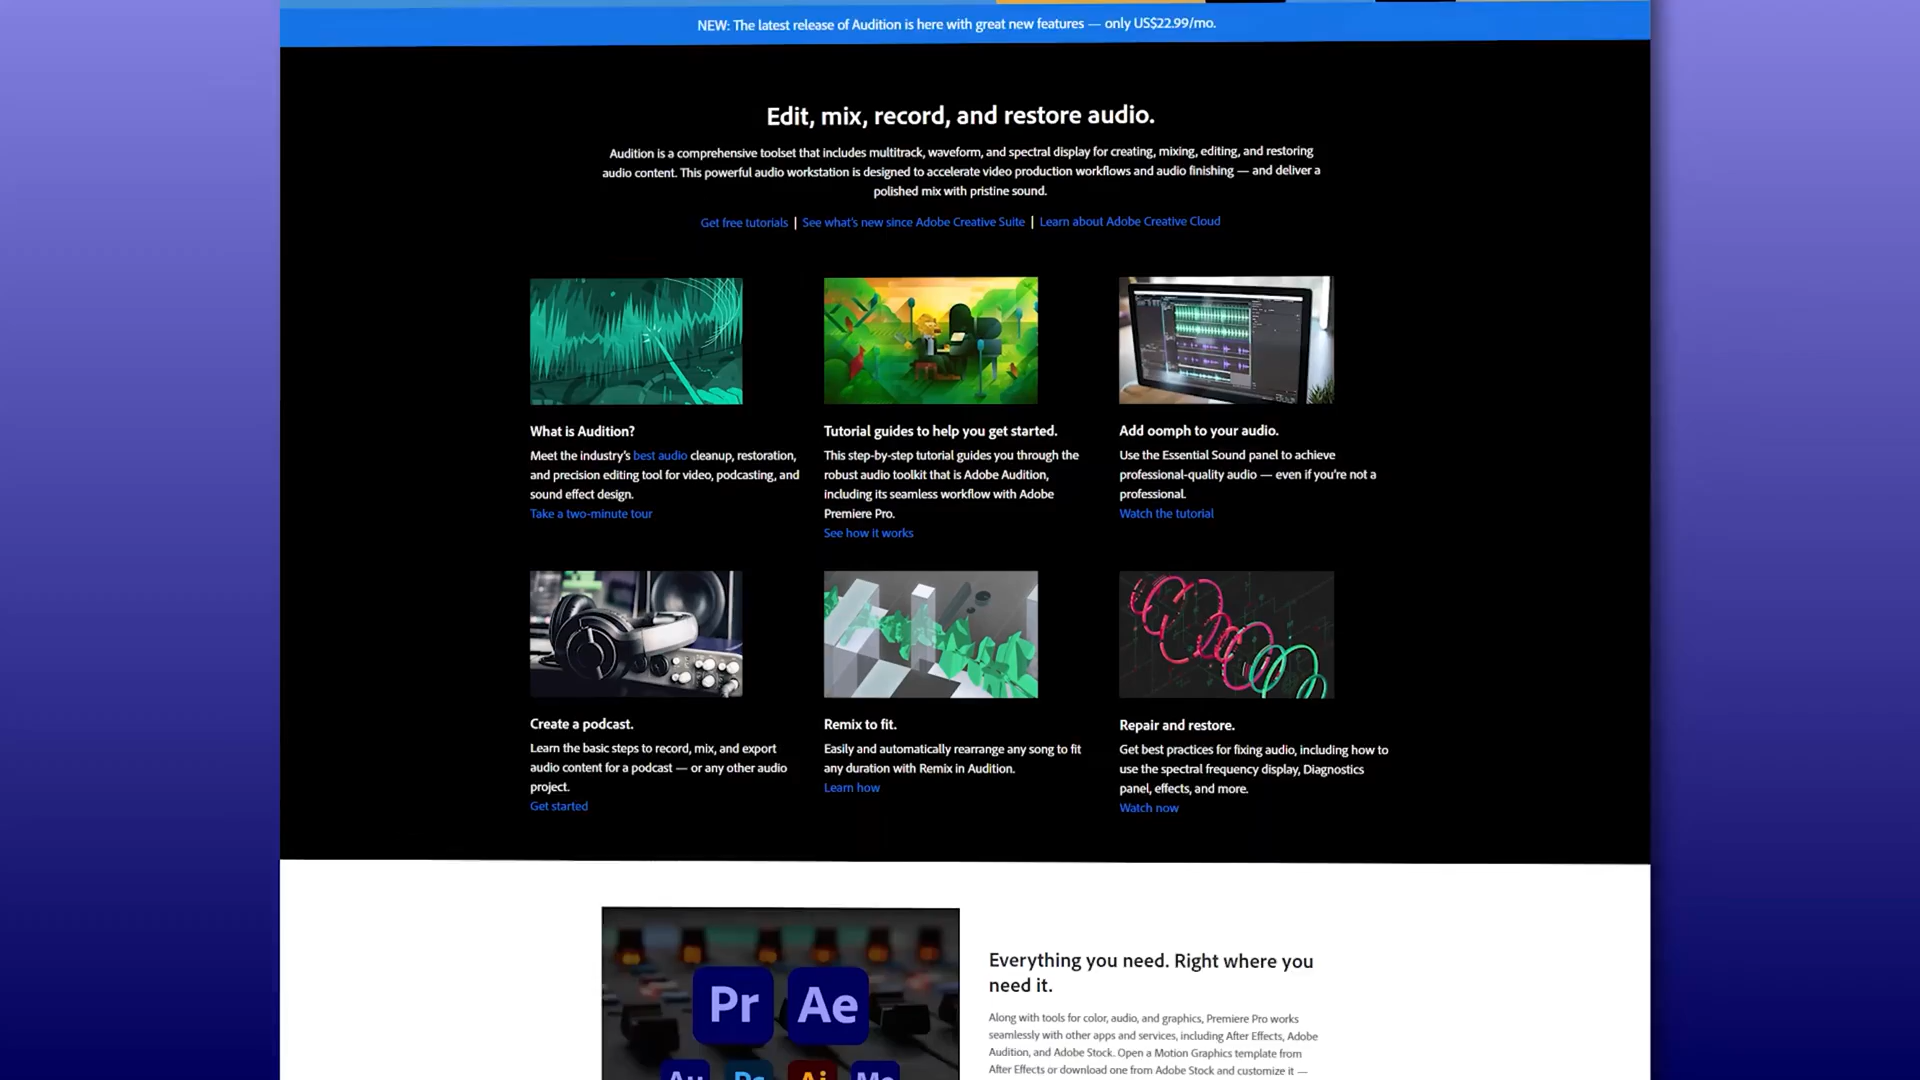 NEW: The latest release of Audition is here with great new features — only US$22.99/mo.
Edit, mix, record, and restore audio.
Audition is a comprehensive toolset that includes multitrack, waveform, and spectral display for creating, mixing, editing, and restoring
audio content. This powerful audio workstation is designed to accelerate video production workflows and audio finishing — and deliver a
polished mix with pristine sound.
Get free tutorials | See what's new since Adobe Creative Suite | Learn about Adobe Creative Cloud
What is Audition?
Meet the industry's best audio cleanup, restoration,
and precision editing tool for video, podcasting, and
sound effect design.
Take a two-minute tour
Tutorial guides to help you get started.
This step-by-step tutorial guides you through the
robust audio toolkit that is Adobe Audition,
including its seamless workflow with Adobe
Premiere Pro.
See how it works
Add oomph to your audio.
Use the Essential Sound panel to achieve
professional-quality audio — even if you're not a
professional.
Watch the tutorial
Create a podcast.
Learn the basic steps to record, mix, and export
audio content for a podcast — or any other audio
project.
Get started
Remix to fit.
Easily and automatically rearrange any song to fit
any duration with Remix in Audition.
Learn how
Repair and restore.
Get best practices for fixing audio, including how to
use the spectral frequency display, Diagnostics
panel, effects, and more.
Watch now
Pr Ae
Au Ps Ai Me
Everything you need. Right where you
need it.
Along with tools for color, audio, and graphics, Premiere Pro works
seamlessly with other apps and services, including After Effects, Adobe
Audition, and Adobe Stock. Open a Motion Graphics template from
After Effects or download one from Adobe Stock and customize it —